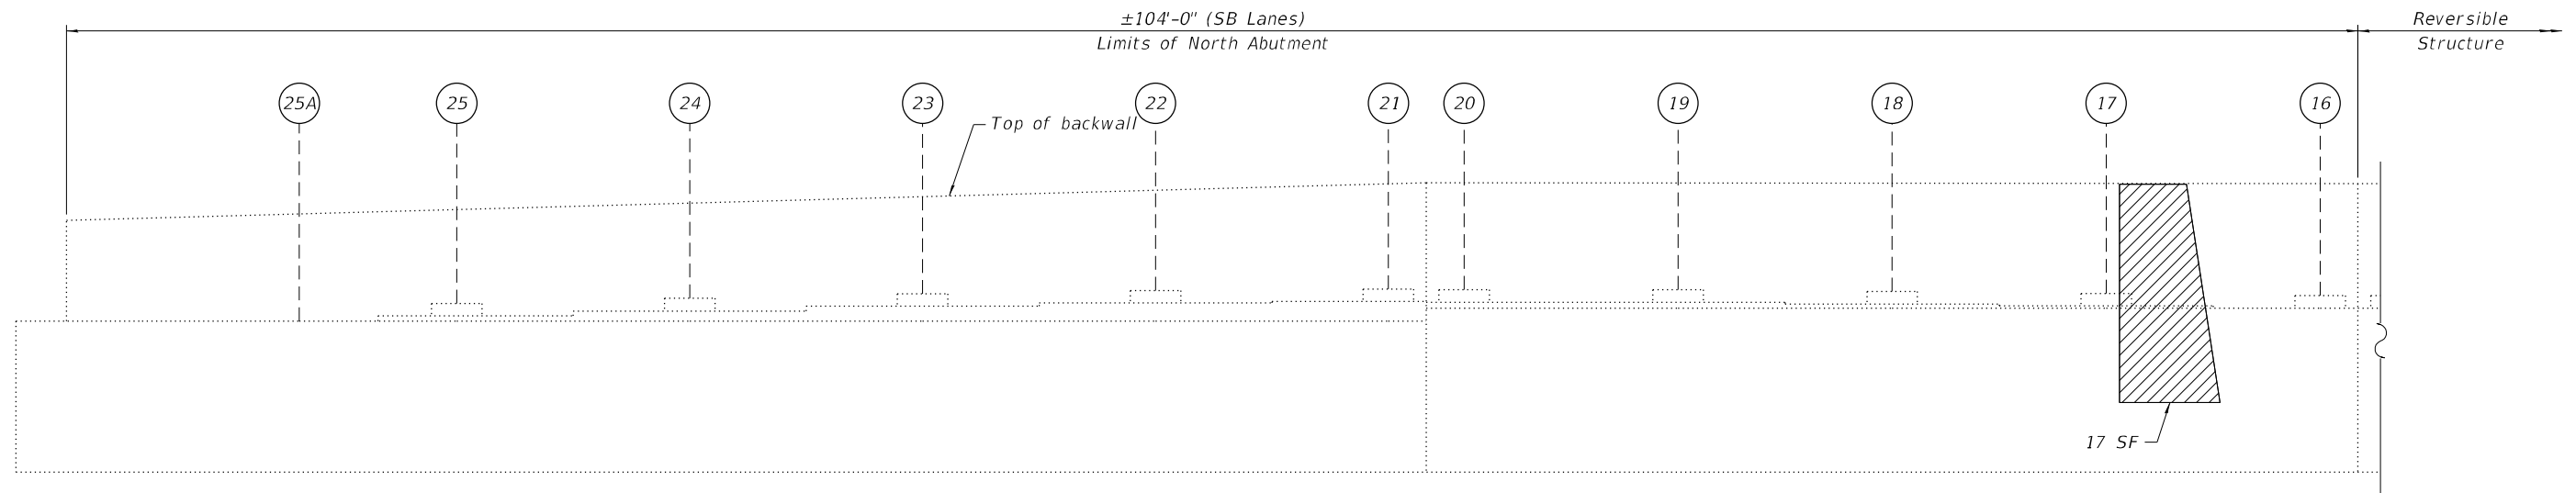 ±104'-0" (SB Lanes)
Limits of North Abutment
Reversible
Structure
25A
25
24
23
22
21
20
19
18
17
16
Top of backwall
17 SF